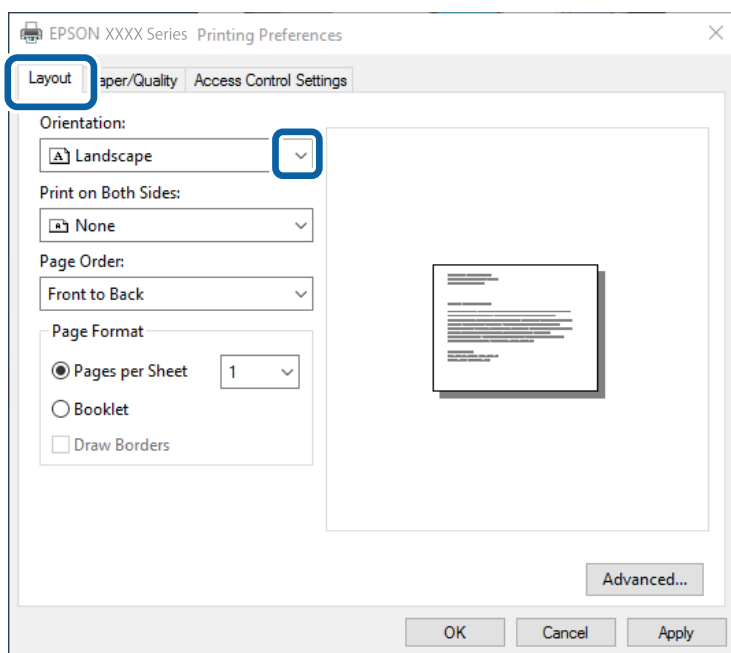 EPSON XXXX Series Printing Preferences
Layout aper/Quality Access Control Settings
Orientation:
A Landscape
Print on Both Sides:
None
Page Order:
Front to Back
Page Format
Pages per Sheet 1
Booklet
Draw Borders
Advanced...
OK Cancel Apply